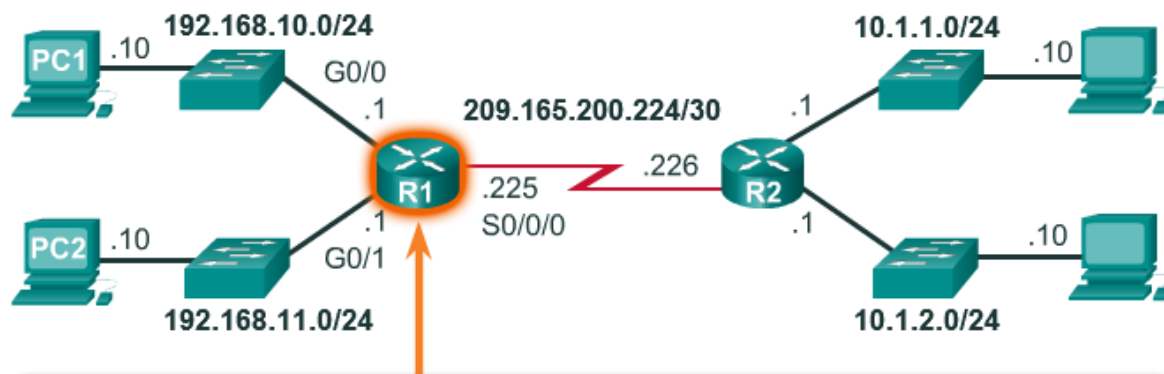 192.168.10.0/24
10.1.1.0/24
PC1
.10
G0/0
.1
209.165.200.224/30
.1
.10
R1
.225
S0/0/0
.226
R2
PC2
.10
.1
G0/1
.1
.10
192.168.11.0/24
10.1.2.0/24